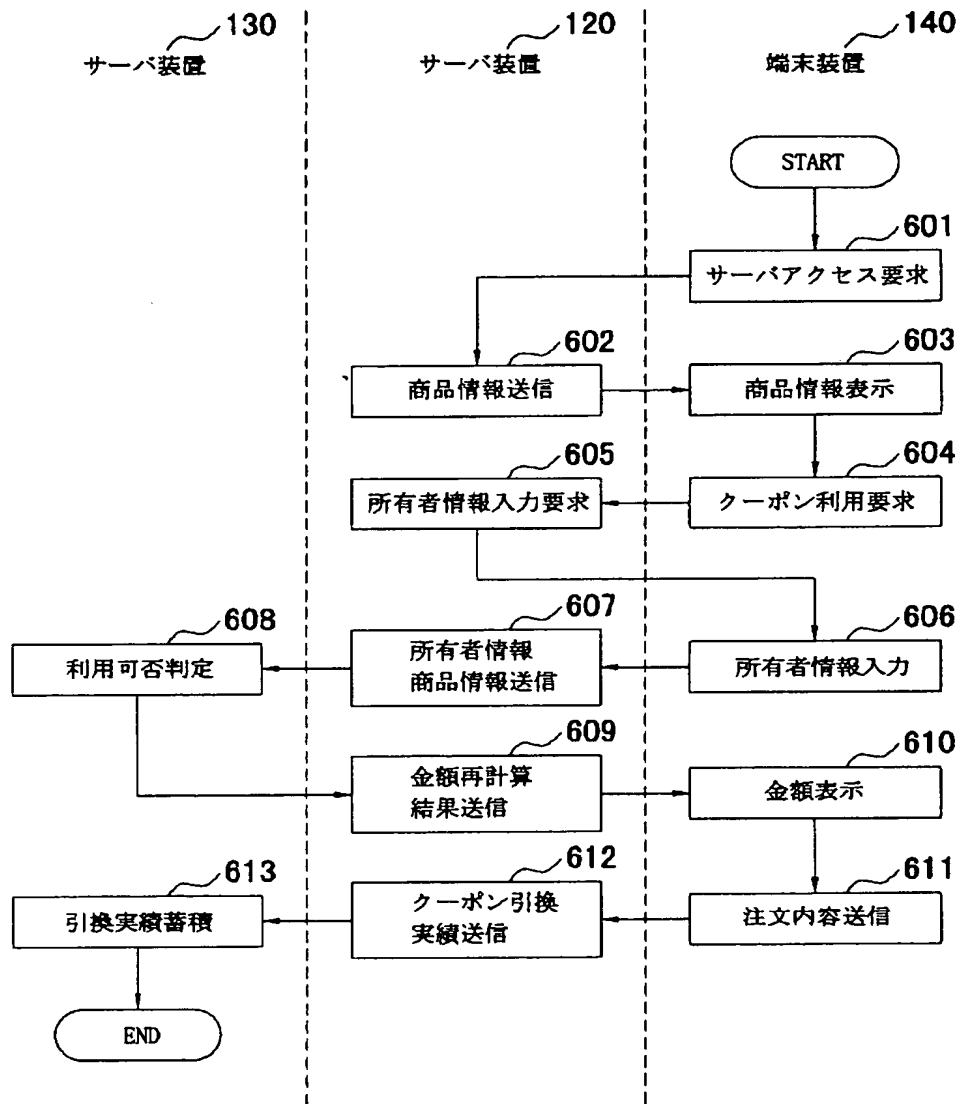 130
120
140
サーバ装置
サーバ装置
端末装置
START
601
サーバアクセス要求
602
603
商品情報送信
商品情報表示
605
604
所有者情報入力要求
クーポン利用要求
608
607
606
利用可否判定
所有者情報
商品情報送信
所有者情報入力
609
610
金額再計算
結果送信
金額表示
613
612
611
引換実績蓄積
クーポン引換
実績送信
注文内容送信
END